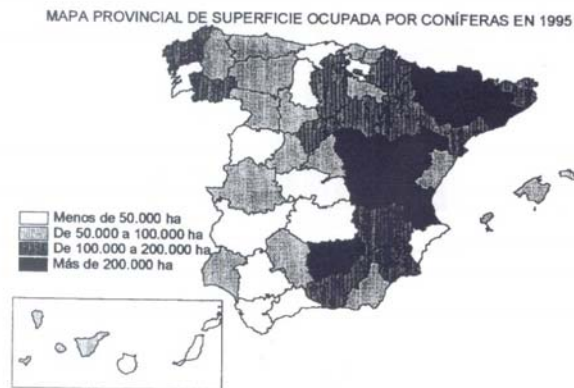 MAPA PROVINCIAL DE SUPERFICIE OCUPADA POR CONÍFERAS EN 1995
Menos de 50.000 ha
De 50.000 a 100.000 ha
De 100.000 a 200.000 ha
Más de 200.000 ha